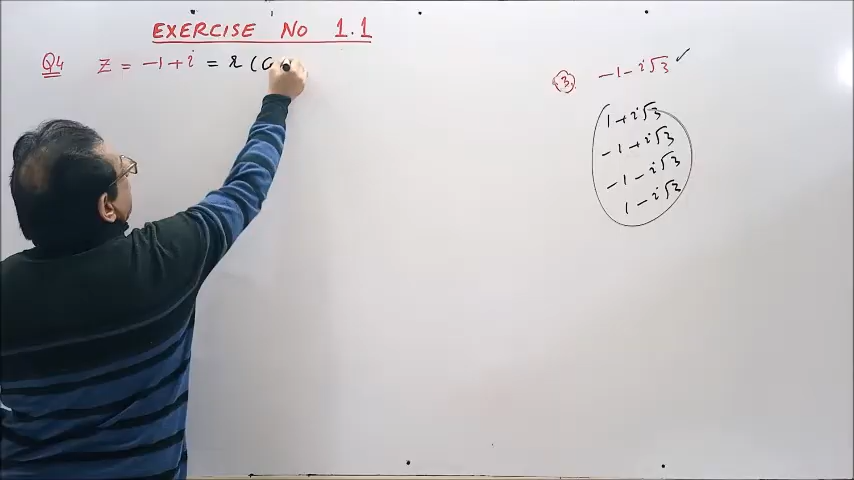 EXERCISE No 1.1
Q4 Z = -1+i = r (C
3 -1-i√3 ✓
1+i√3
-1+i√3
-1-i√3
1-i√3